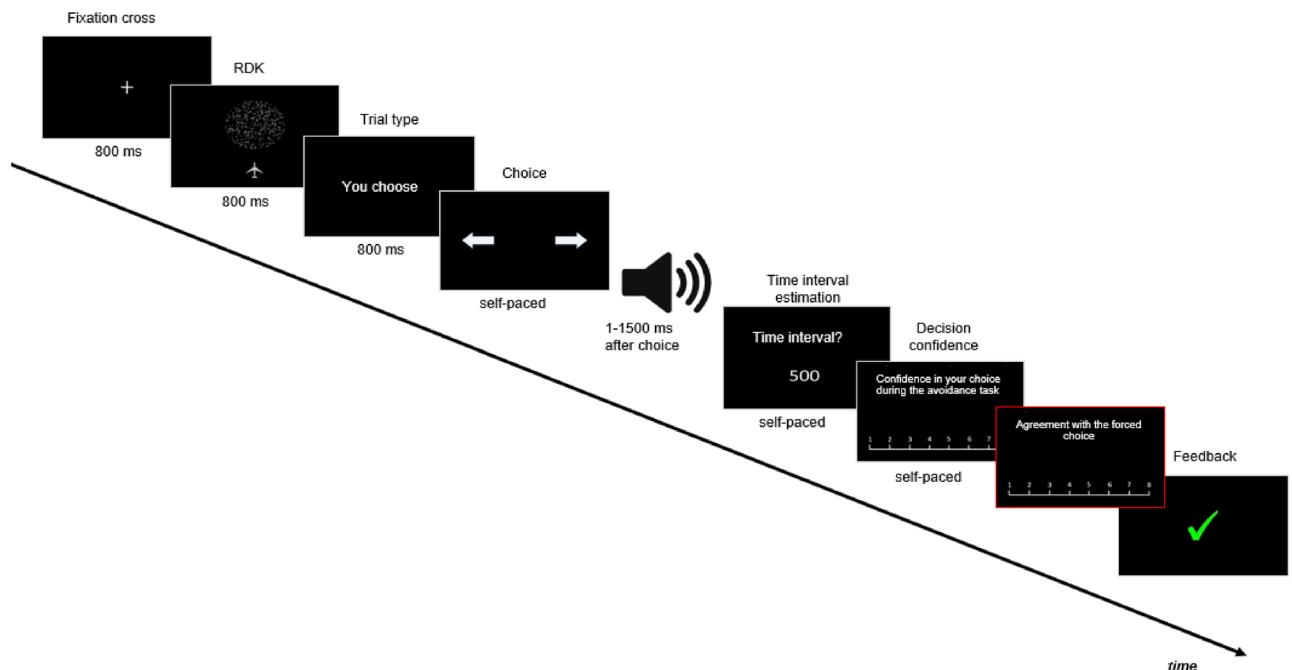 Fixation cross
800 ms
RDK
800 ms
Trial type
You choose
800 ms
Choice
self-paced
1-1500 ms
after choice
Time interval
estimation
Time interval?
500
self-paced
Decision
confidence
Confidence in your choice
during the avoidance task
1 2 3 4 5 6 7
self-paced
Agreement with the forced
choice
1 2 3 4 5 6 7 8
Feedback
time